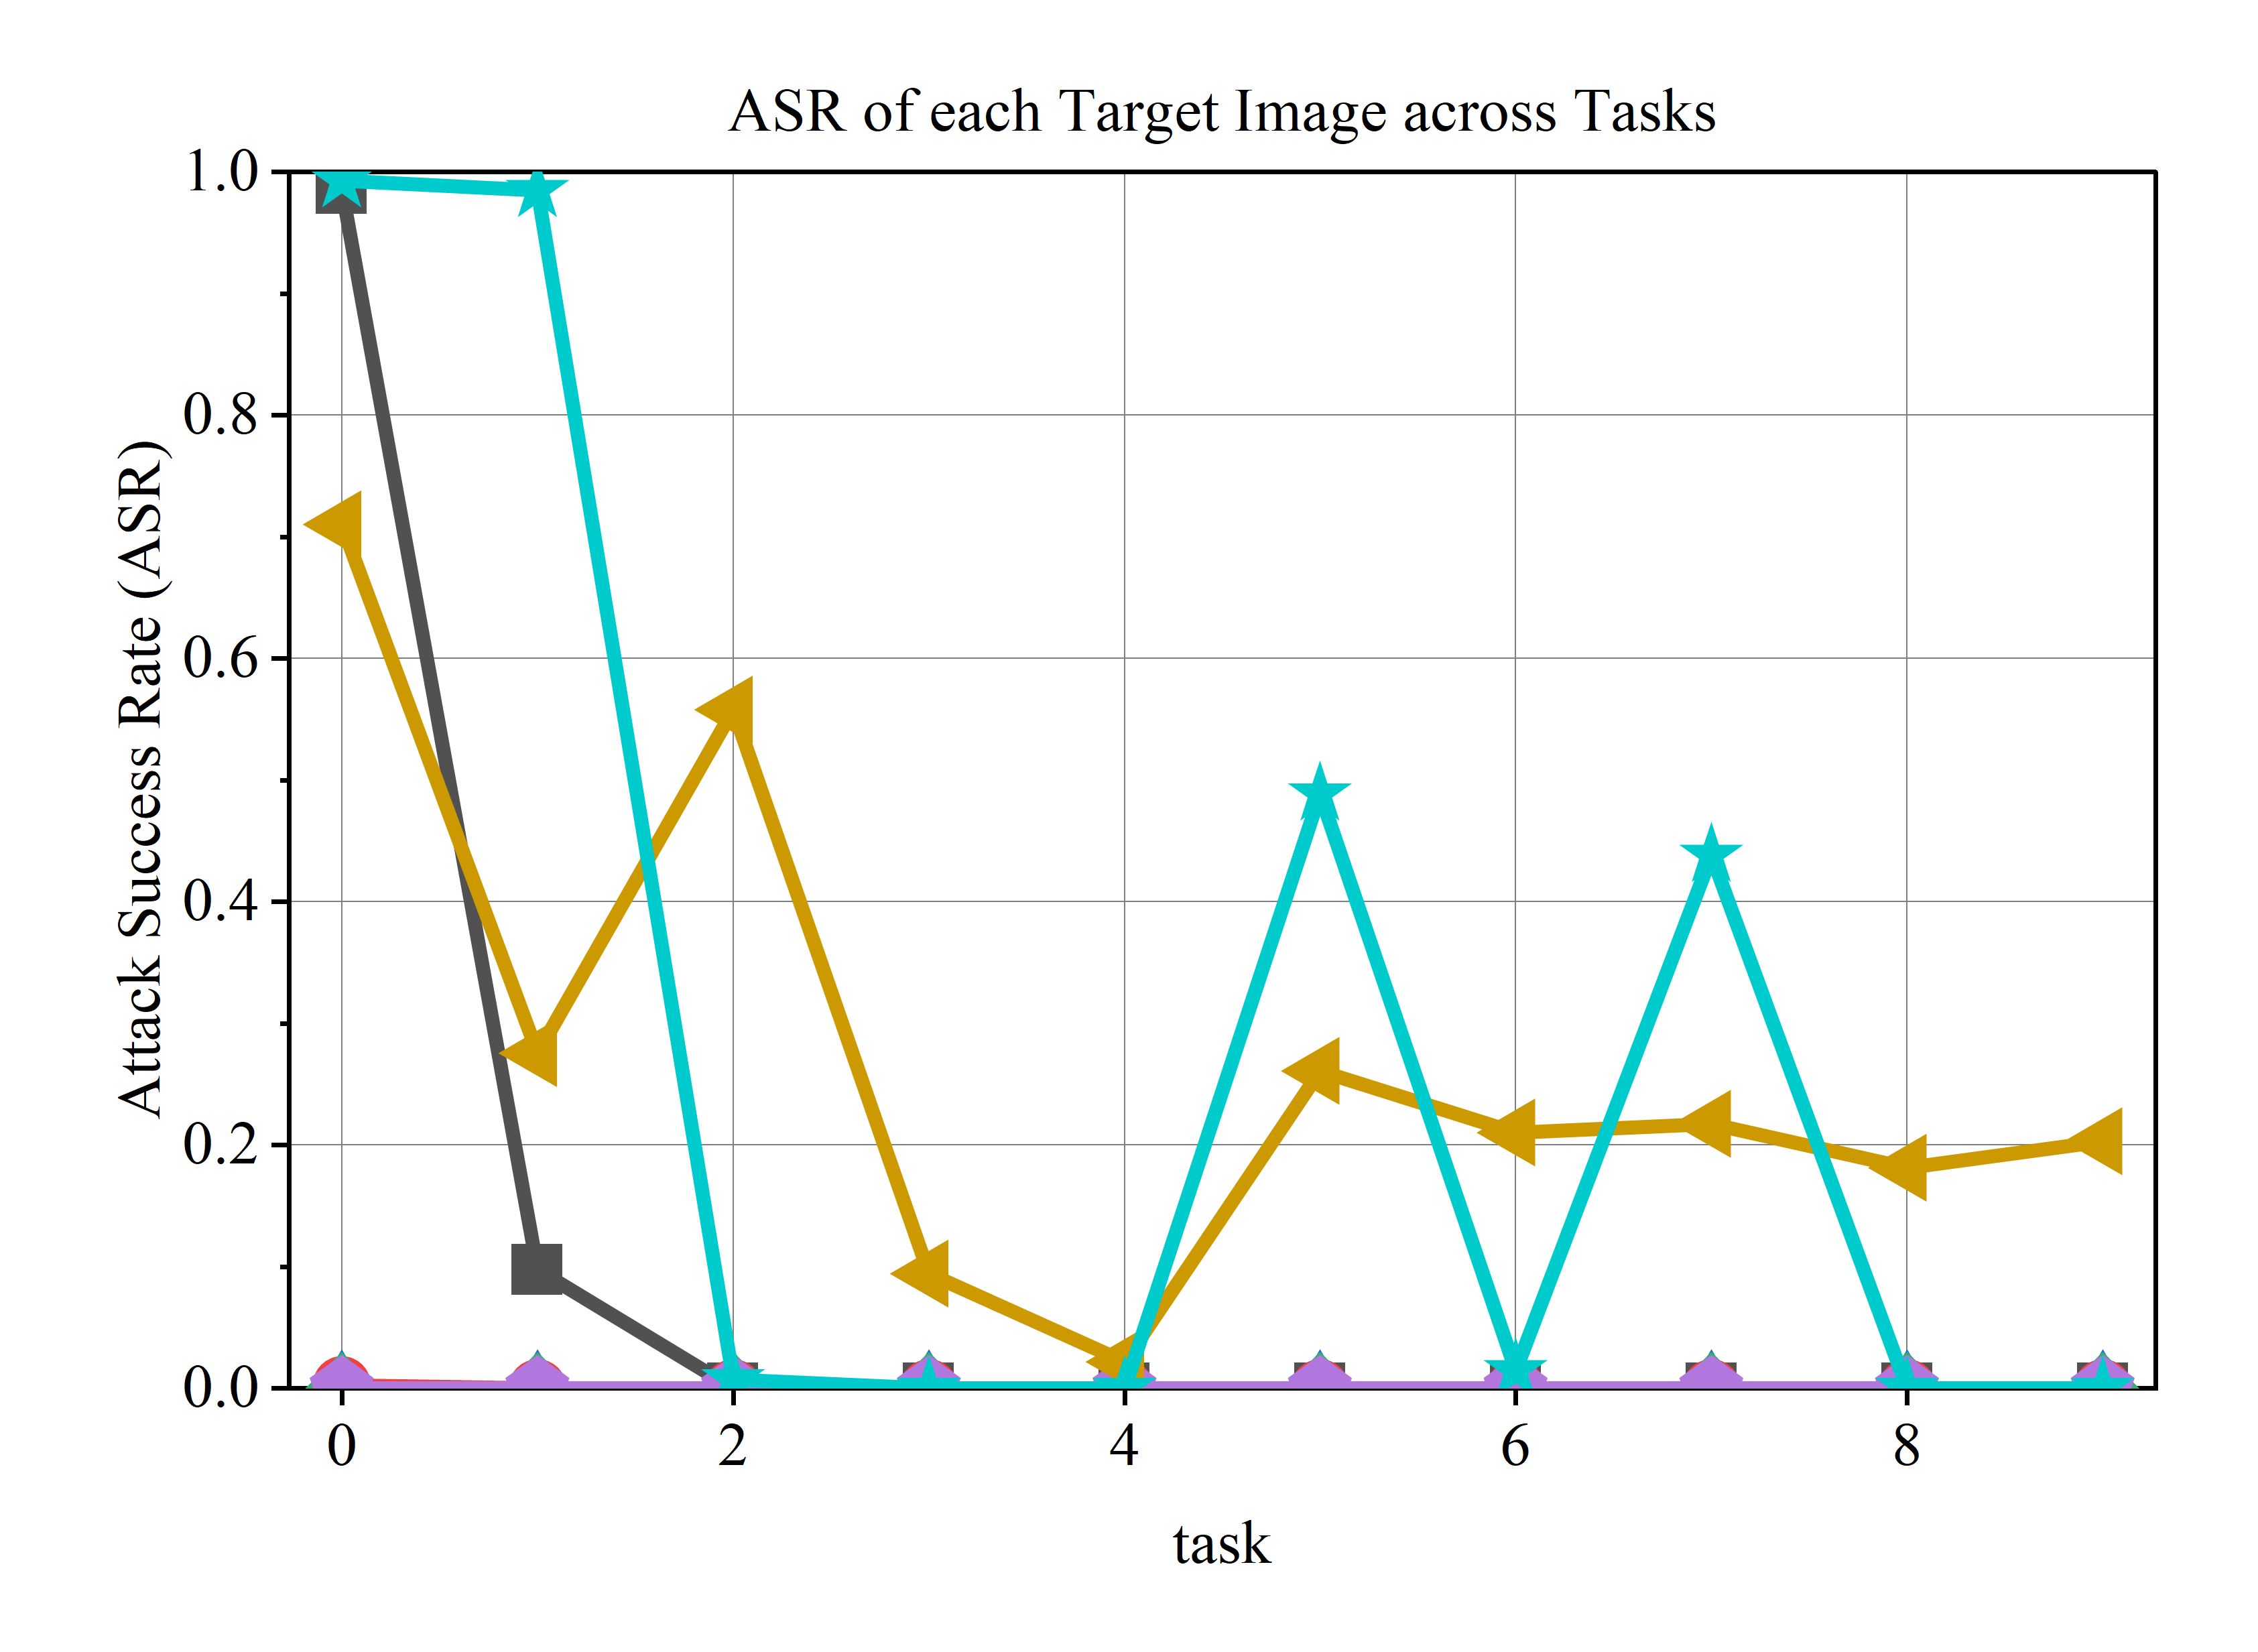 ASR of each Target Image across Tasks
Attack Success Rate (ASR)
1.0
0.8
0.6
0.4
0.2
0.0
0 2 4 6 8
task